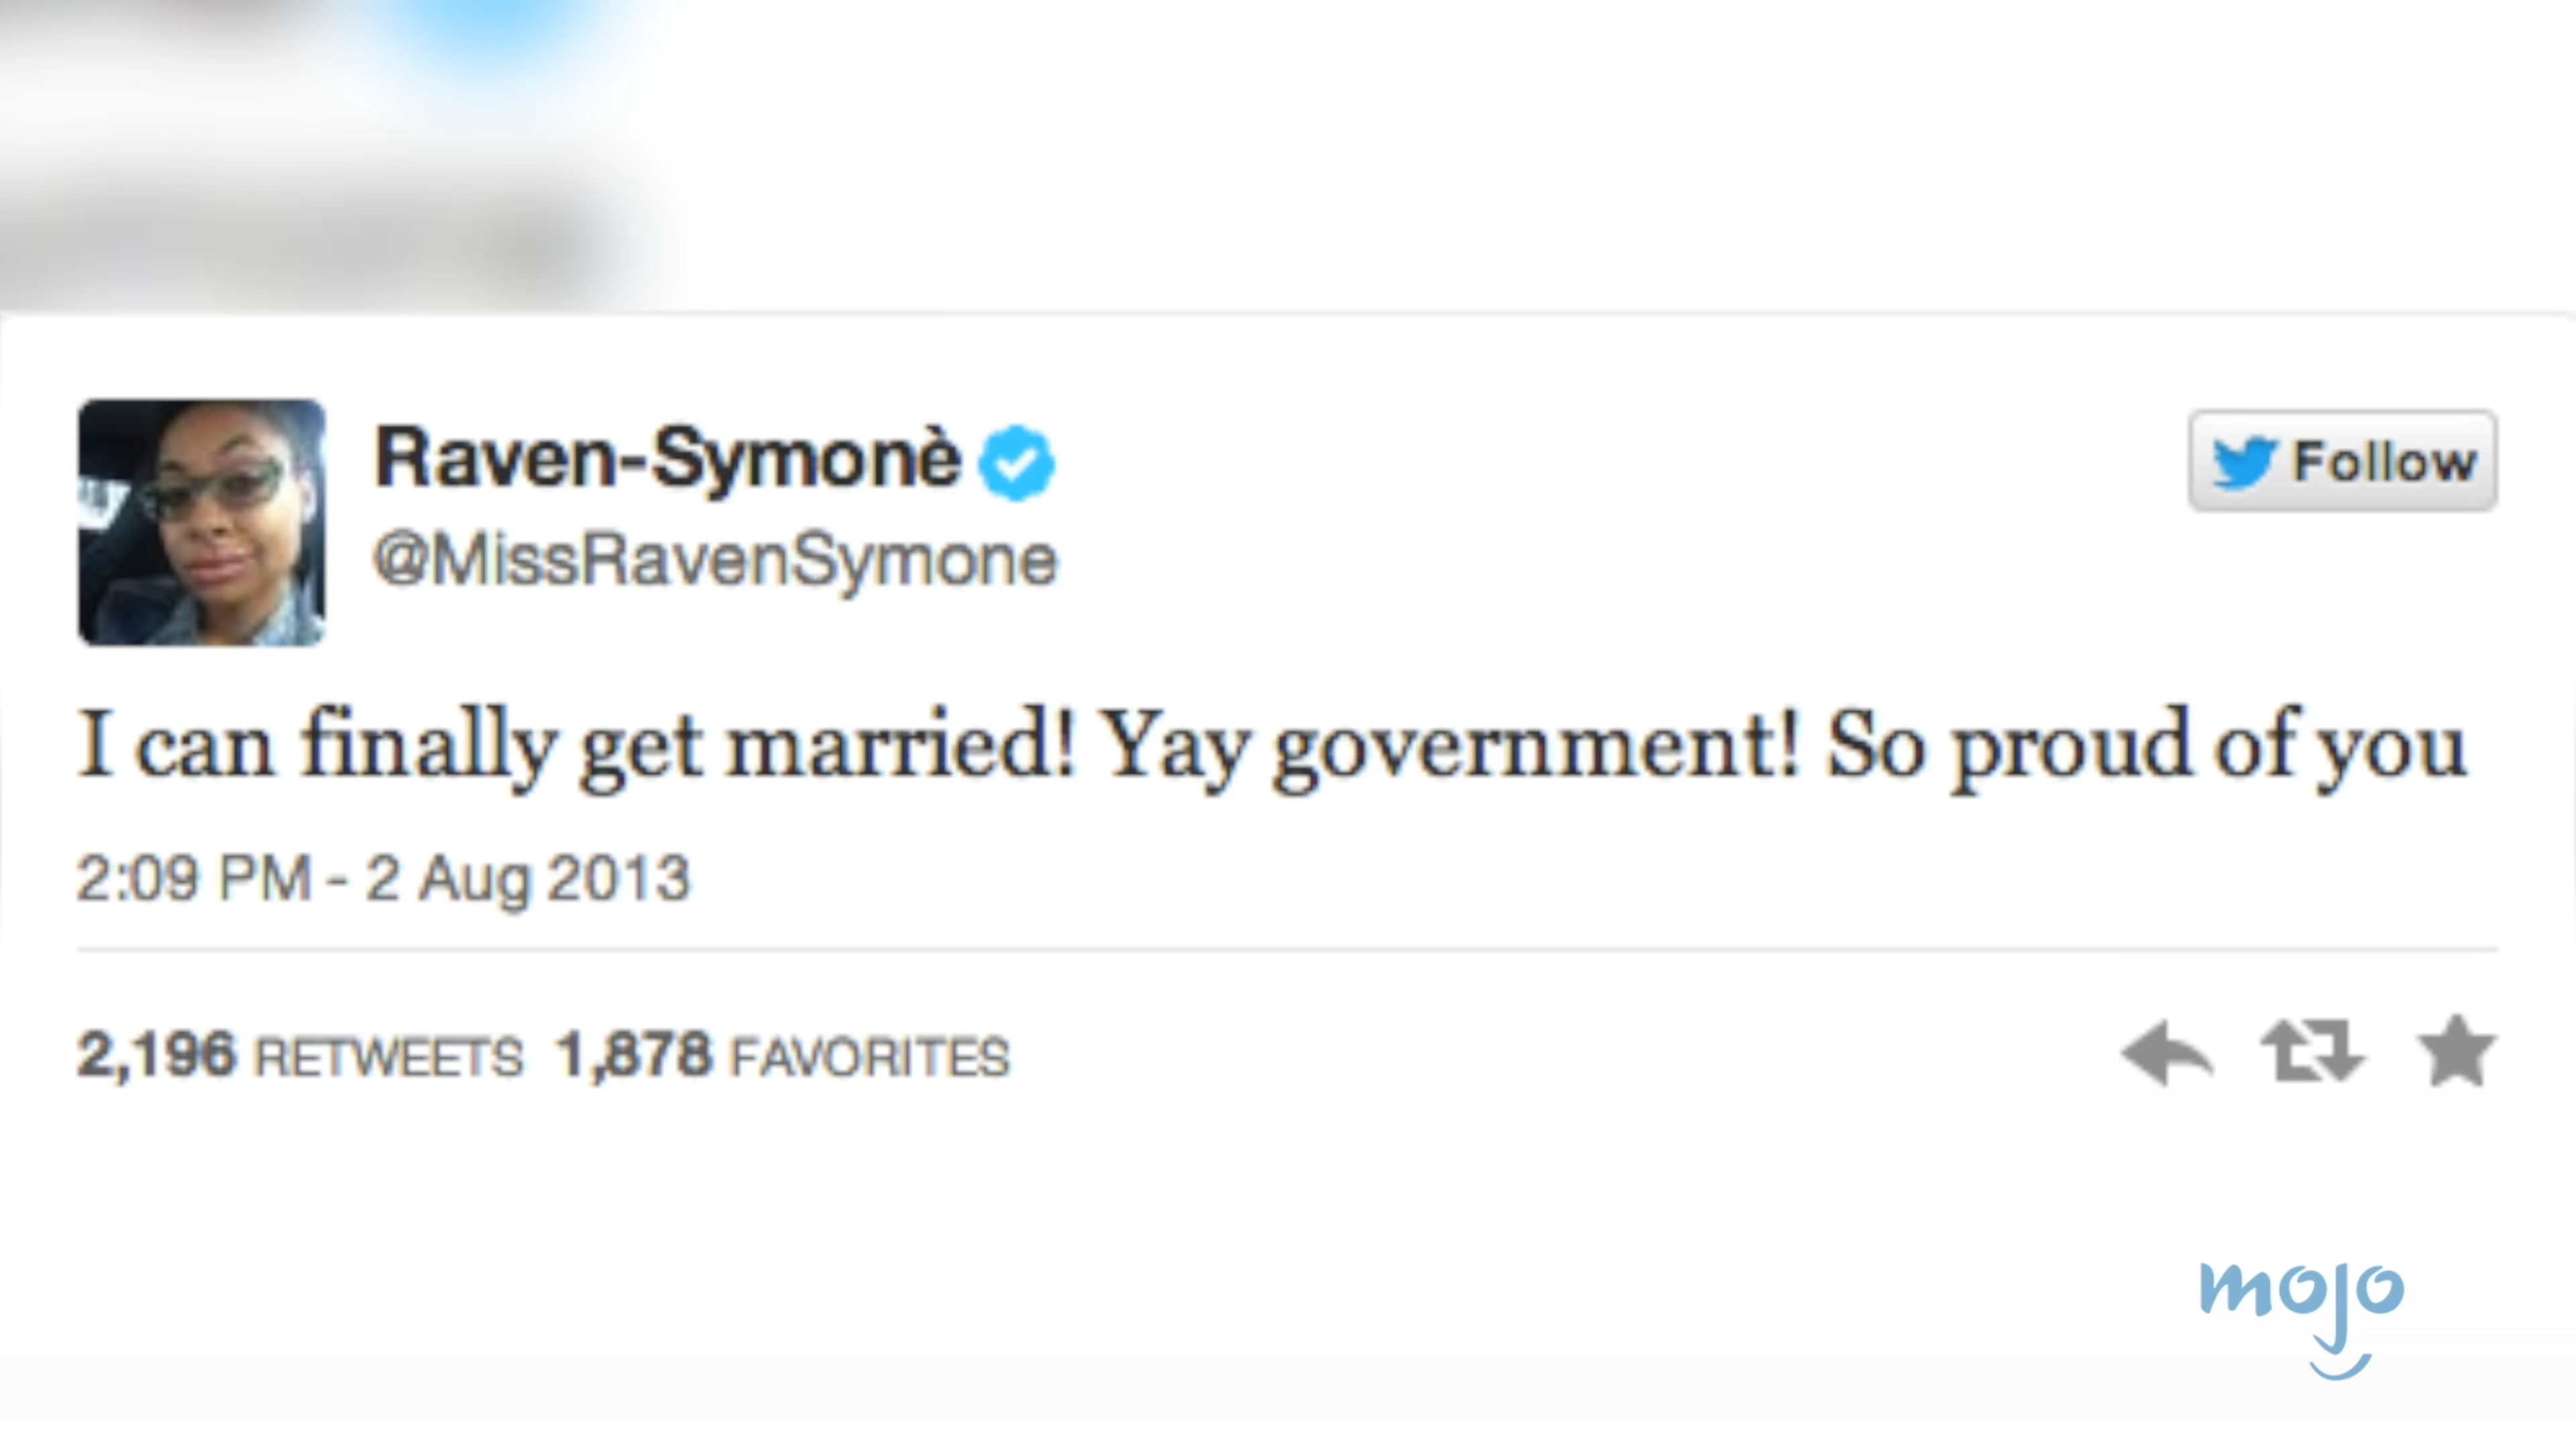 Raven-Symonè
@MissRavenSymone
Follow
I can finally get married! Yay government! So proud of you
2:09 PM - 2 Aug 2013
2,196 RETWEETS 1,878 FAVORITES
mojo